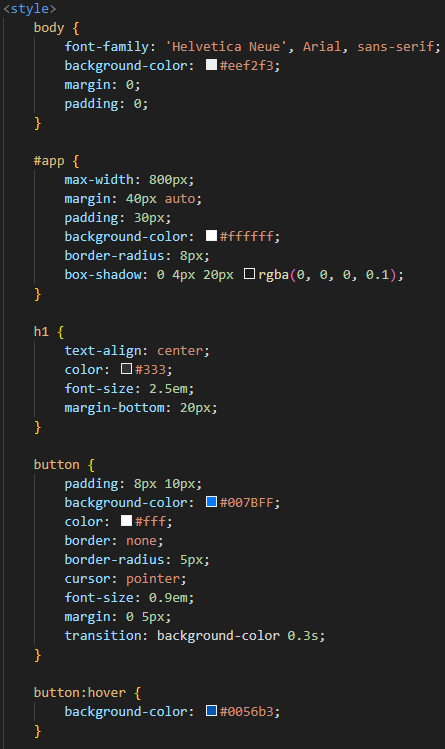 <style>
body {
font-family: 'Helvetica Neue', Arial, sans-serif;
background-color: #eef2f3;
margin: 0;
padding: 0;
}
#app {
max-width: 800px;
margin: 40px auto;
padding: 30px;
background-color: #ffffff;
border-radius: 8px;
box-shadow: 0 4px 20px rgba(0, 0, 0, 0.1);
}
h1 {
text-align: center;
color: #333;
font-size: 2.5em;
margin-bottom: 20px;
}
button {
padding: 8px 10px;
background-color: #007BFF;
color: #fff;
border: none;
border-radius: 5px;
cursor: pointer;
font-size: 0.9em;
margin: 0 5px;
transition: background-color 0.3s;
}
button:hover {
background-color: #0056b3;
}